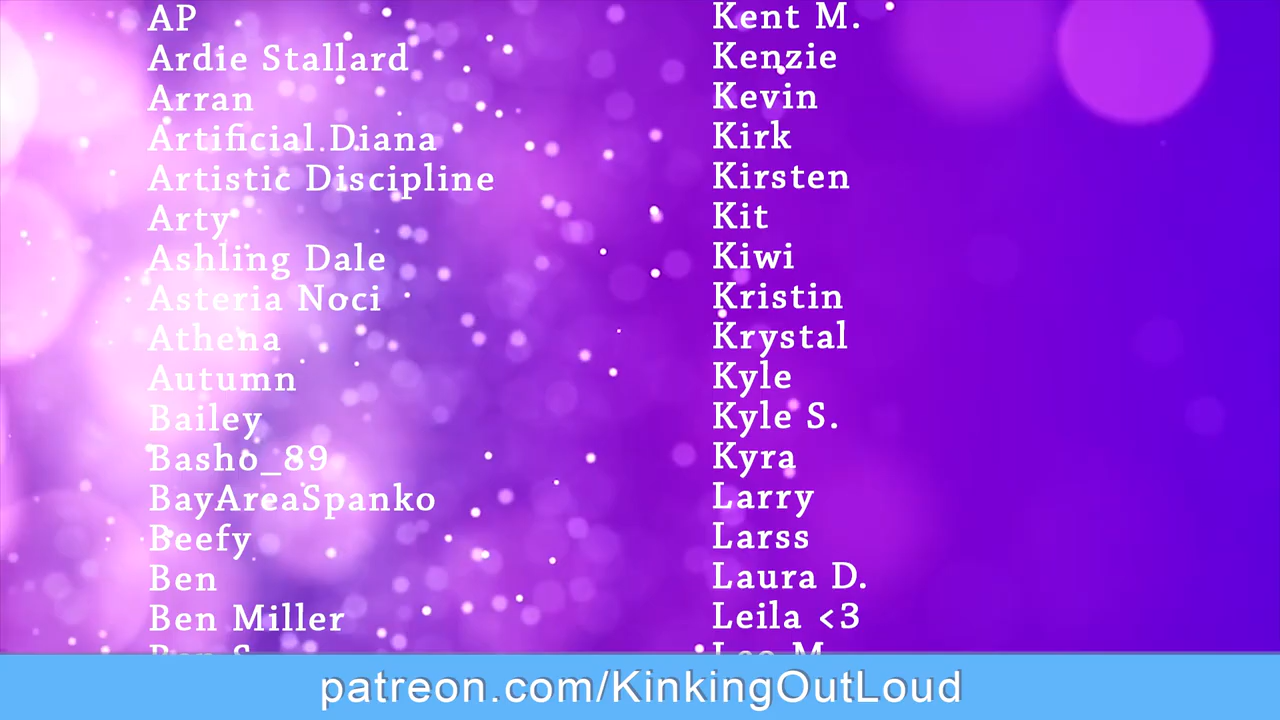 AP
Ardie Stallard
Arran
Artificial.Diana
Artistic Discipline
Arty
Ashling Dale
Asteria Noci
Athena
Autumn
Bailey
Basho_89
BayAreaSpanko
Beefy
Ben
Ben Miller
Kent M.
Kenzie
Kevin
Kirk
Kirsten
Kit
Kiwi
Kristin
Krystal
Kyle
Kyle S.
Kyra
Larry
Larss
Laura D.
Leila <3
patreon.com/KinkingOutLoud